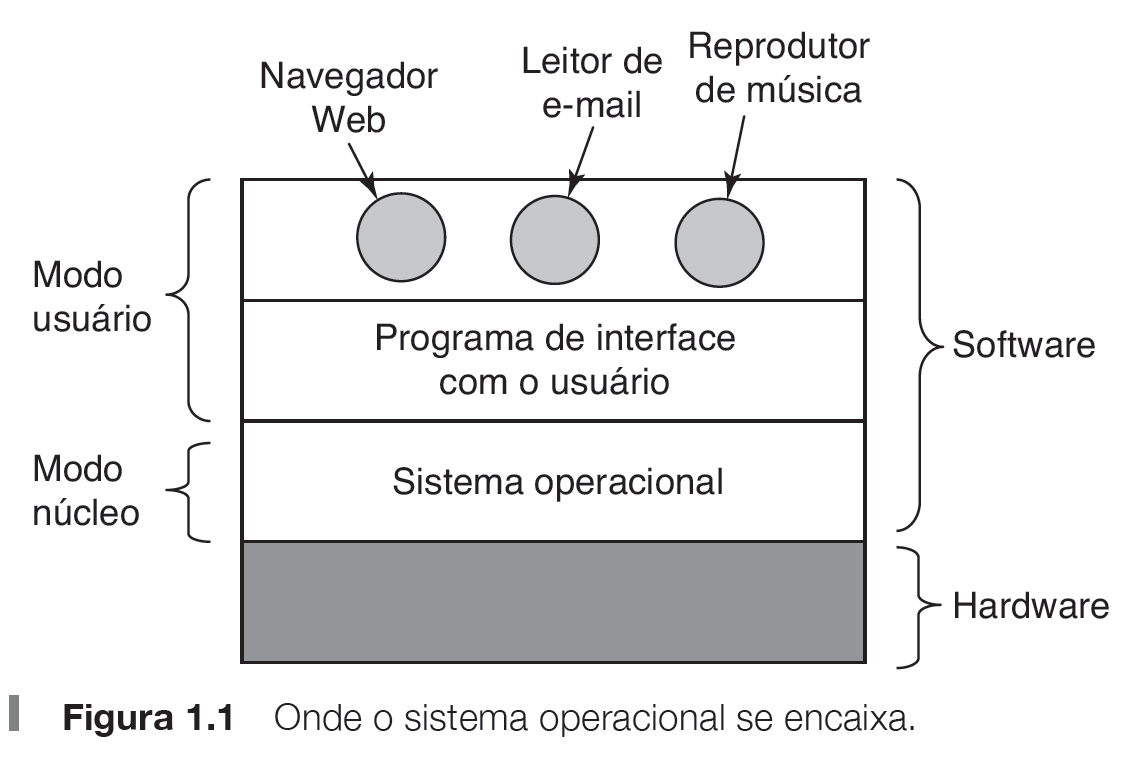 Navegador
Web
Leitor de
e-mail
Reprodutor
de música
Modo
usuário
Programa de interface
com o usuário
Software
Modo
núcleo
Sistema operacional
Hardware
Figura 1.1 Onde o sistema operacional se encaixa.